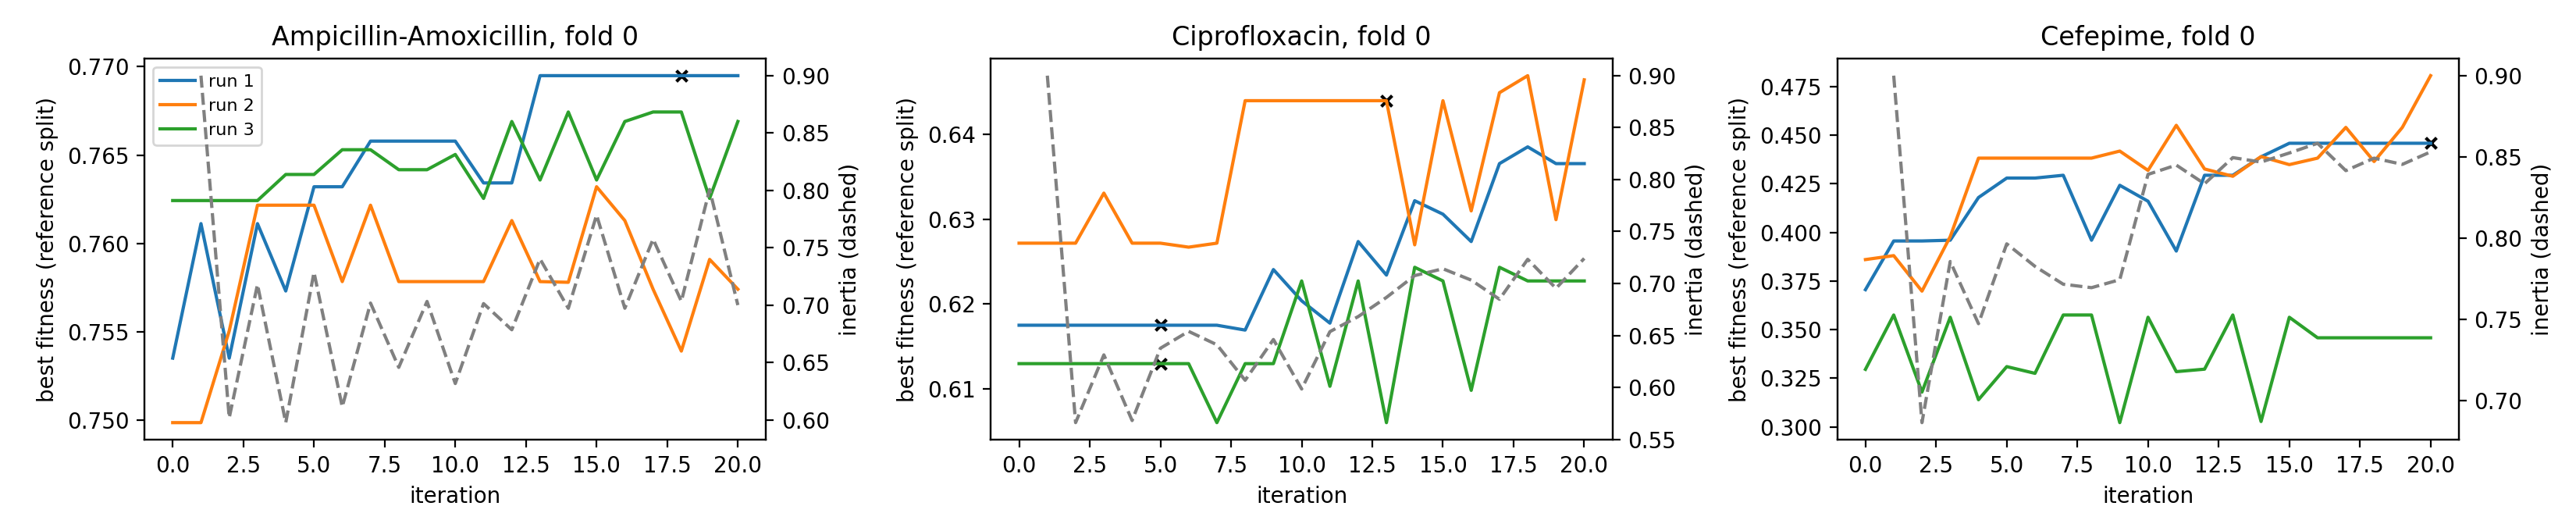 Ampicillin-Amoxicillin, fold 0
best fitness (reference split)
0.770
0.765
0.760
0.755
0.750
run 1
run 2
run 3
0.90
0.85
0.80
0.75
0.70
0.65
0.60
inertia (dashed)
0.0 2.5 5.0 7.5 10.0 12.5 15.0 17.5 20.0
iteration
Ciprofloxacin, fold 0
best fitness (reference split)
0.64
0.63
0.62
0.61
0.90
0.85
0.80
0.75
0.70
0.65
0.60
0.55
inertia (dashed)
0.0 2.5 5.0 7.5 10.0 12.5 15.0 17.5 20.0
iteration
Cefepime, fold 0
best fitness (reference split)
0.475
0.450
0.425
0.400
0.375
0.350
0.325
0.300
0.90
0.85
0.80
0.75
0.70
inertia (dashed)
0.0 2.5 5.0 7.5 10.0 12.5 15.0 17.5 20.0
iteration